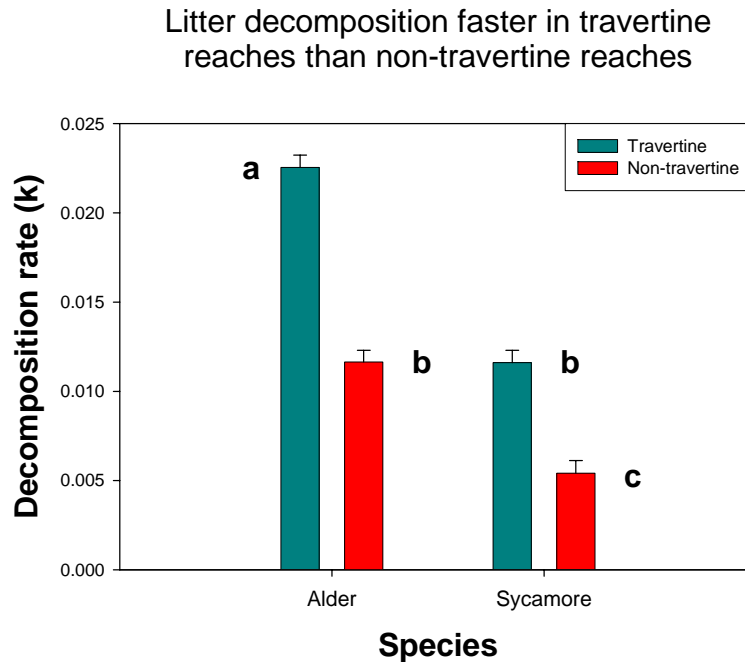 Litter decomposition faster in travertine
reaches than non-travertine reaches
Decomposition rate (k)
0.025
0.020
0.015
0.010
0.005
0.000
Travertine
Non-travertine
a
b
b
c
Alder
Sycamore
Species